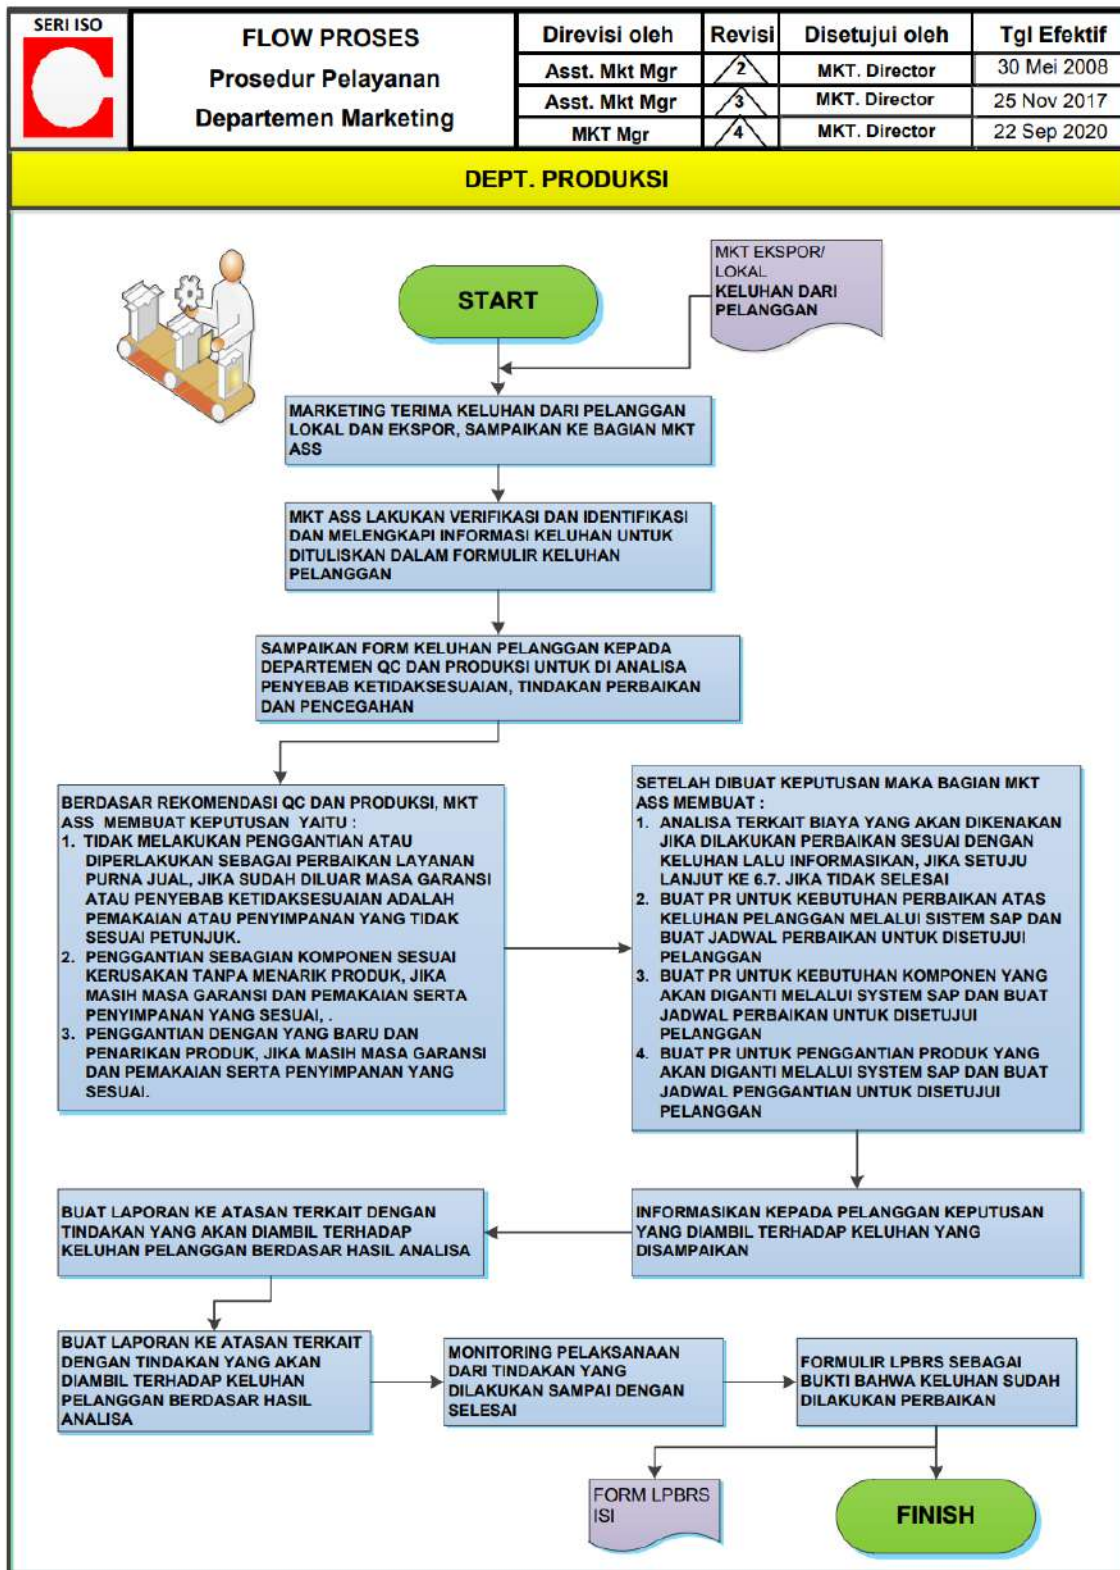 SERI ISO
FLOW PROSES
Prosedur Pelayanan
Departemen Marketing
Direvisi oleh Revisi Disetujui oleh Tgl Efektif
Asst. Mkt Mgr 2 MKT. Director 30 Mei 2008
Asst. Mkt Mgr 3 MKT. Director 25 Nov 2017
MKT Mgr 4 MKT. Director 22 Sep 2020
DEPT. PRODUKSI
START
MKT EKSPOR/
LOKAL
KELUHAN DARI
PELANGGAN
MARKETING TERIMA KELUHAN DARI PELANGGAN
LOKAL DAN EKSPOR, SAMPAIKAN KE BAGIAN MKT
ASS
MKT ASS LAKUKAN VERIFIKASI DAN IDENTIFIKASI
DAN MELENGKAPI INFORMASI KELUHAN UNTUK
DITULISKAN DALAM FORMULIR KELUHAN
PELANGGAN
SAMPAIKAN FORM KELUHAN PELANGGAN KEPADA
DEPARTEMEN QC DAN PRODUKSI UNTUK DI ANALISA
PENYEBAB KETIDAKSESUAIAN, TINDAKAN PERBAIKAN
DAN PENCEGAHAN
BERDASAR REKOMENDASI QC DAN PRODUKSI, MKT
ASS MEMBUAT KEPUTUSAN YAITU :
1. TIDAK MELAKUKAN PENGGANTIAN ATAU
DIPERLAKUKAN SEBAGAI PERBAIKAN LAYANAN
PURNA JUAL, JIKA SUDAH DILUAR MASA GARANSI
ATAU PENYEBAB KETIDAKSESUAIAN ADALAH
PEMAKAIAN ATAU PENYIMPANAN YANG TIDAK
SESUAI PETUNJUK.
2. PENGGANTIAN SEBAGIAN KOMPONEN SESUAI
KERUSAKAN TANPA MENARIK PRODUK, JIKA
MASIH MASA GARANSI DAN PEMAKAIAN SERTA
PENYIMPANAN YANG SESUAI, .
3. PENGGANTIAN DENGAN YANG BARU DAN
PENARIKAN PRODUK, JIKA MASIH MASA GARANSI
DAN PEMAKAIAN SERTA PENYIMPANAN YANG
SESUAI.
SETELAH DIBUAT KEPUTUSAN MAKA BAGIAN MKT
ASS MEMBUAT :
1. ANALISA TERKAIT BIAYA YANG AKAN DIKENAKAN
JIKA DILAKUKAN PERBAIKAN SESUAI DENGAN
KELUHAN LALU INFORMASIKAN, JIKA SETUJU
LANJUT KE 6.7. JIKA TIDAK SELESAI
2. BUAT PR UNTUK KEBUTUHAN PERBAIKAN ATAS
KELUHAN PELANGGAN MELALUI SISTEM SAP DAN
BUAT JADWAL PERBAIKAN UNTUK DISETUJUI
PELANGGAN
3. BUAT PR UNTUK KEBUTUHAN KOMPONEN YANG
AKAN DIGANTI MELALUI SYSTEM SAP DAN BUAT
JADWAL PERBAIKAN UNTUK DISETUJUI
PELANGGAN
4. BUAT PR UNTUK PENGGANTIAN PRODUK YANG
AKAN DIGANTI MELALUI SYSTEM SAP DAN BUAT
JADWAL PENGGANTIAN UNTUK DISETUJUI
PELANGGAN
BUAT LAPORAN KE ATASAN TERKAIT DENGAN
TINDAKAN YANG AKAN DIAMBIL TERHADAP
KELUHAN PELANGGAN BERDASAR HASIL ANALISA
INFORMASIKAN KEPADA PELANGGAN KEPUTUSAN
YANG DIAMBIL TERHADAP KELUHAN YANG
DISAMPAIKAN
BUAT LAPORAN KE ATASAN TERKAIT
DENGAN TINDAKAN YANG AKAN
DIAMBIL TERHADAP KELUHAN
PELANGGAN BERDASAR HASIL
ANALISA
MONITORING PELAKSANAAN
DARI TINDAKAN YANG
DILAKUKAN SAMPAI DENGAN
SELESAI
FORMULIR LPBRS SEBAGAI
BUKTI BAHWA KELUHAN SUDAH
DILAKUKAN PERBAIKAN
FORM LPBRS
ISI
FINISH